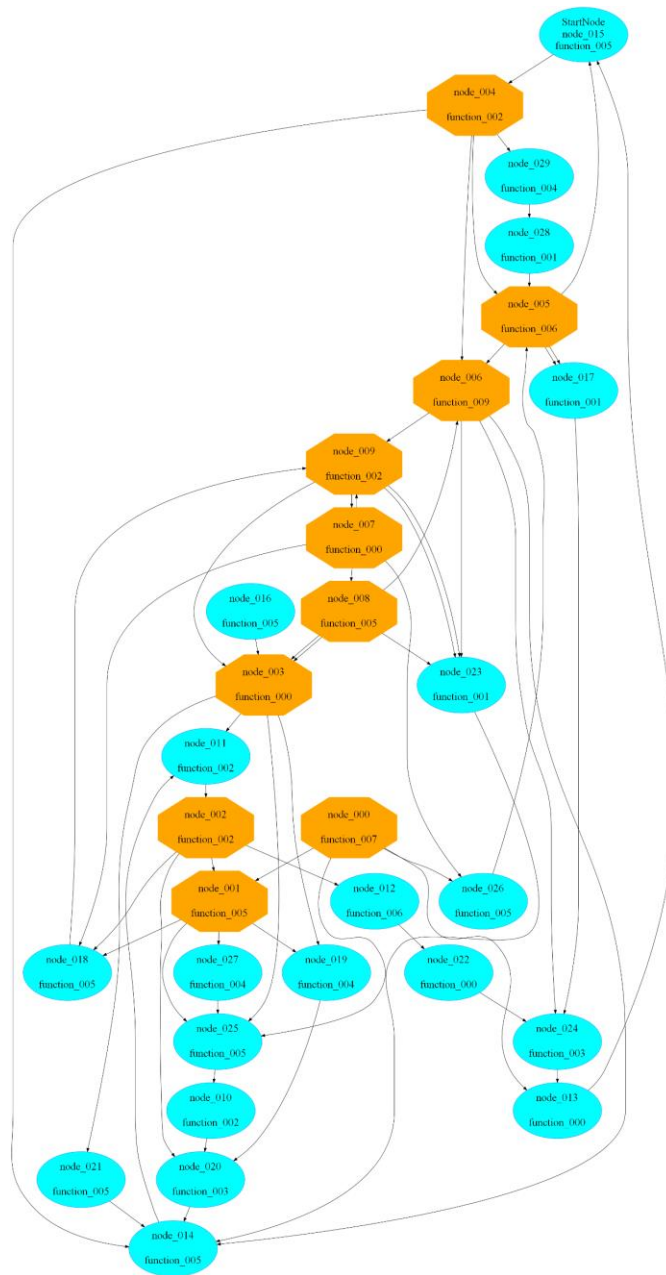 StartNode
node_015
function_005
node_004
function_002
node_029
function_004
node_028
function_001
node_005
function_006
node_006
function_009
node_017
function_001
node_009
function_002
node_007
function_000
node_016
function_005
node_008
function_005
node_003
function_000
node_023
function_001
node_011
function_002
node_002
function_002
node_000
function_007
node_001
function_005
node_012
function_006
node_026
function_005
node_018
function_005
node_027
function_004
node_019
function_004
node_022
function_000
node_025
function_005
node_024
function_003
node_010
function_002
node_013
function_000
node_021
function_005
node_020
function_003
node_014
function_005